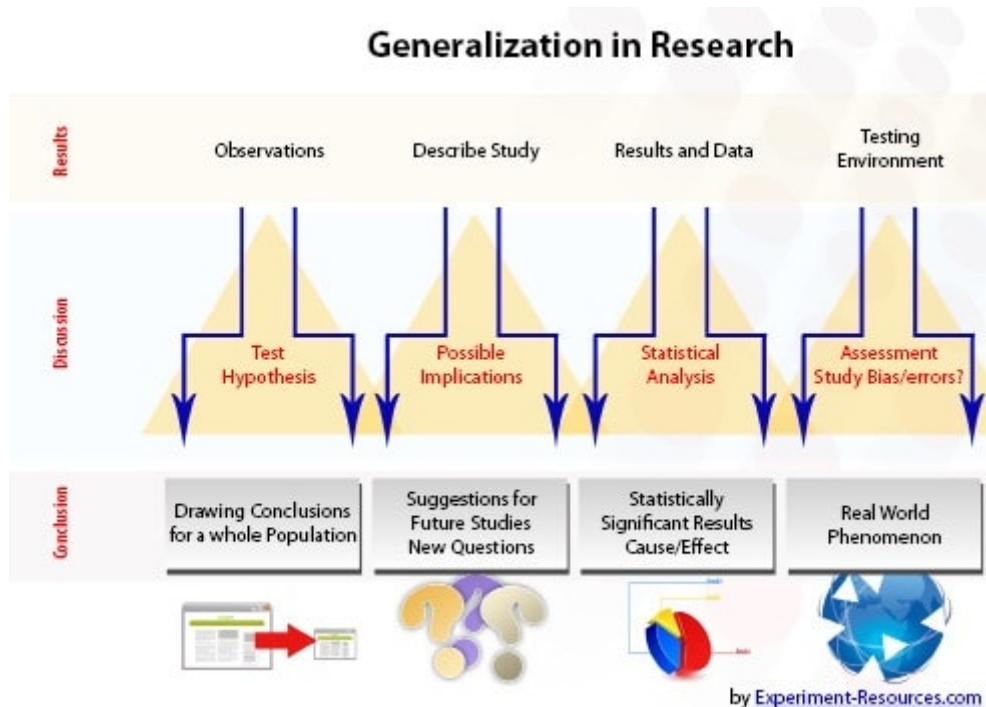 Generalization in Research
Results
Observations
Describe Study
Results and Data
Testing
Environment
Discussion
Test
Hypothesis
Possible
Implications
Statistical
Analysis
Assessment
Study Bias/errors?
Conclusion
Drawing Conclusions
for a whole Population
Suggestions for
Future Studies
New Questions
Statistically
Significant Results
Cause/Effect
Real World
Phenomenon
by Experiment-Resources.com